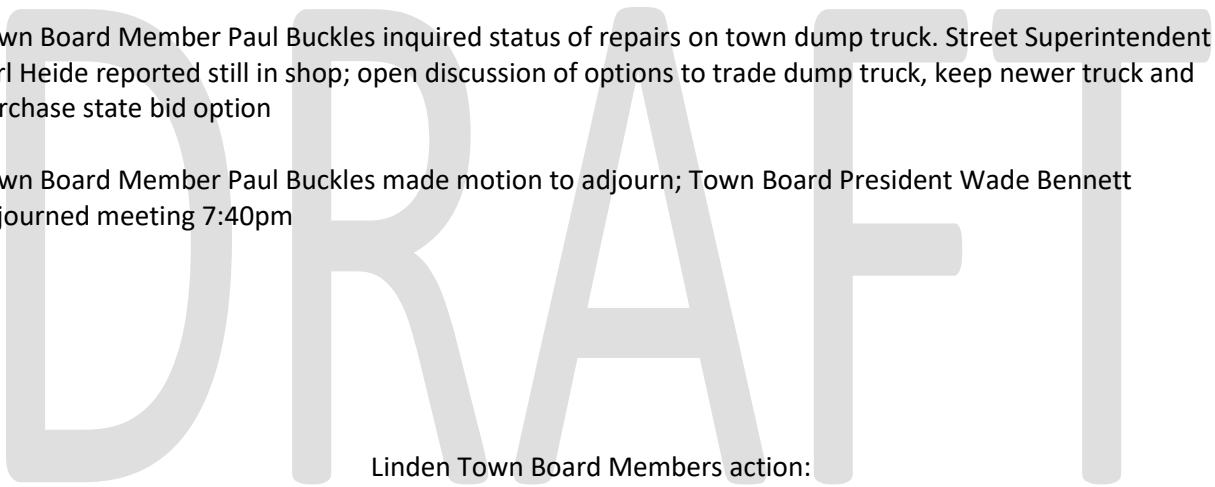 wn Board Member Paul Buckles inquired status of repairs on town dump truck. Street Superintendent
rl Heide reported still in shop; open discussion of options to trade dump truck, keep newer truck and
rchase state bid option
wn Board Member Paul Buckles made motion to adjourn; Town Board President Wade Bennett
journed meeting 7:40pm
DRAFT
Linden Town Board Members action: